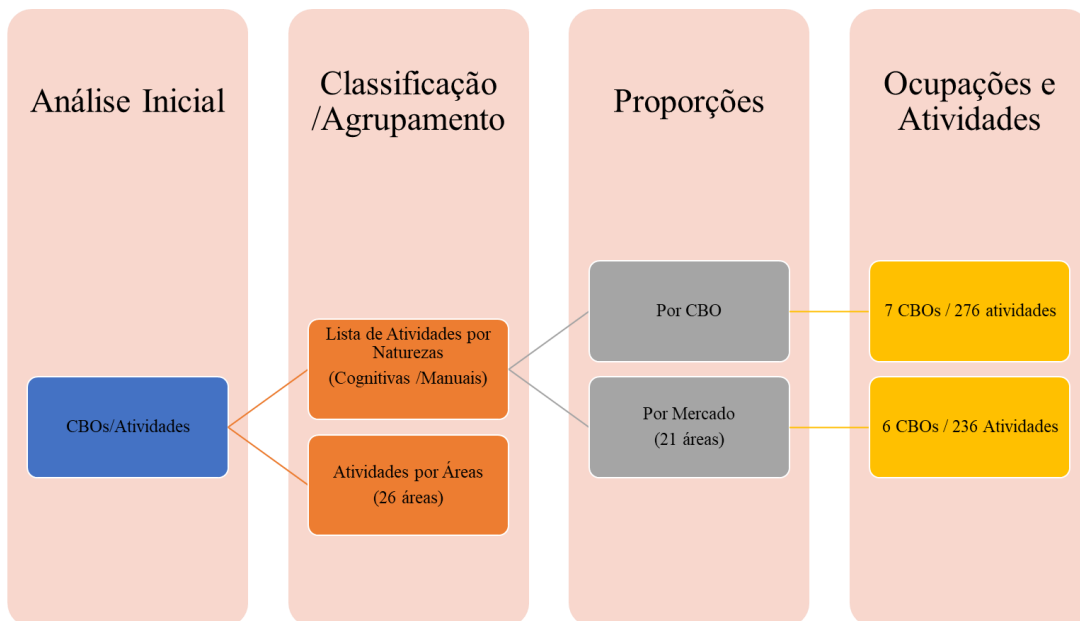 Análise Inicial
Classificação
/Agrupamento
Proporções
Ocupações e
Atividades
CBOs/Atividades
Lista de Atividades por
Naturezas
(Cognitivas /Manuais)
Atividades por Áreas
(26 áreas)
Por CBO
Por Mercado
(21 áreas)
7 CBOs / 276 atividades
6 CBOs / 236 Atividades